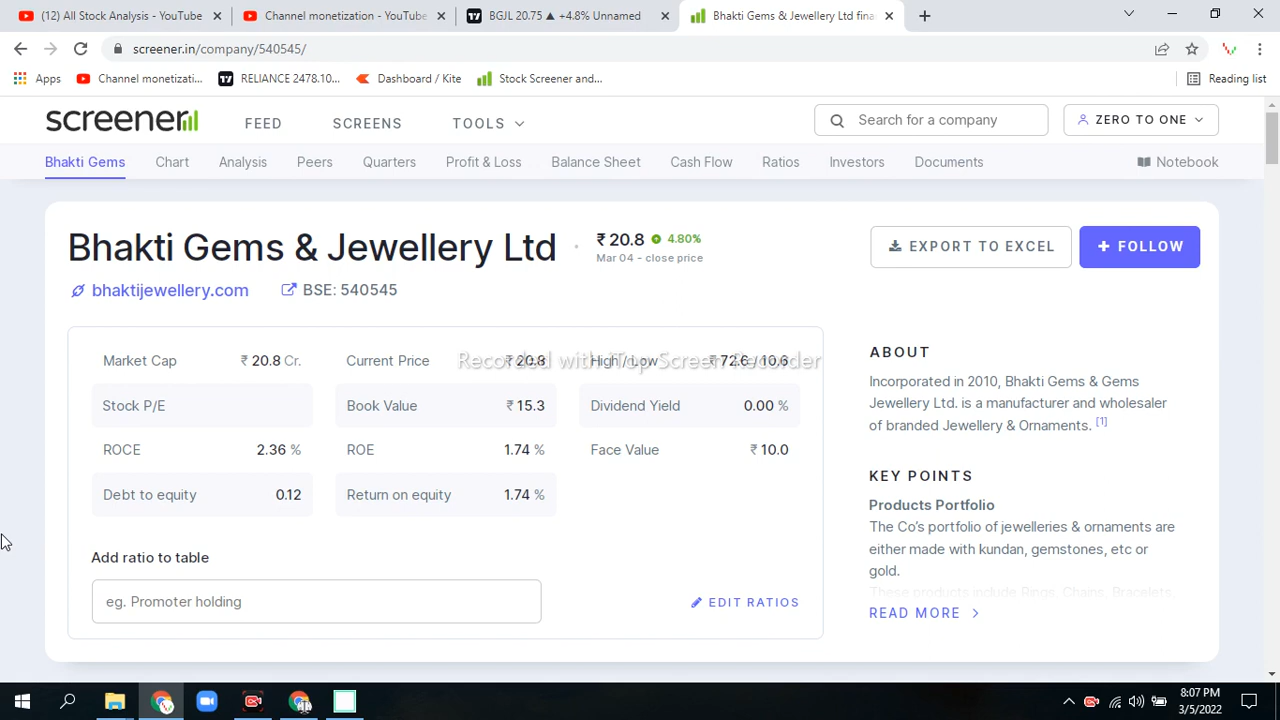 (12) All Stock Analysis - YouTube
Channel monetization - YouTube
BGJL 20.75 ▲ +4.8% Unnamed
Bhakti Gems & Jewellery Ltd fina
screener.in/company/540545/
Apps
Channel monetizati...
RELIANCE 2478.10...
Dashboard / Kite
Stock Screener and...
Reading list
screener
FEED
SCREENS
TOOLS
Search for a company
ZERO TO ONE
Bhakti Gems
Chart
Analysis
Peers
Quarters
Profit & Loss
Balance Sheet
Cash Flow
Ratios
Investors
Documents
Notebook
Bhakti Gems & Jewellery Ltd
₹ 20.8 4.80%
Mar 04 - close price
EXPORT TO EXCEL
+ FOLLOW
bhaktijewellery.com
BSE: 540545
Market Cap ₹ 20.8 Cr.
Current Price ₹ 20.8
High / Low ₹ 72.6 / 10.6
Recorded with iTop Screen Recorder
Stock P/E
Book Value ₹ 15.3
Dividend Yield 0.00 %
ROCE 2.36 %
ROE 1.74 %
Face Value ₹ 10.0
Debt to equity 0.12
Return on equity 1.74 %
Add ratio to table
eg. Promoter holding
EDIT RATIOS
ABOUT
Incorporated in 2010, Bhakti Gems & Gems
Jewellery Ltd. is a manufacturer and wholesaler
of branded Jewellery & Ornaments. [1]
KEY POINTS
Products Portfolio
The Co's portfolio of jewelleries & ornaments are
either made with kundan, gemstones, etc or
gold.
These products include Rings, Chains, Bracelets,
READ MORE
8:07 PM
3/5/2022